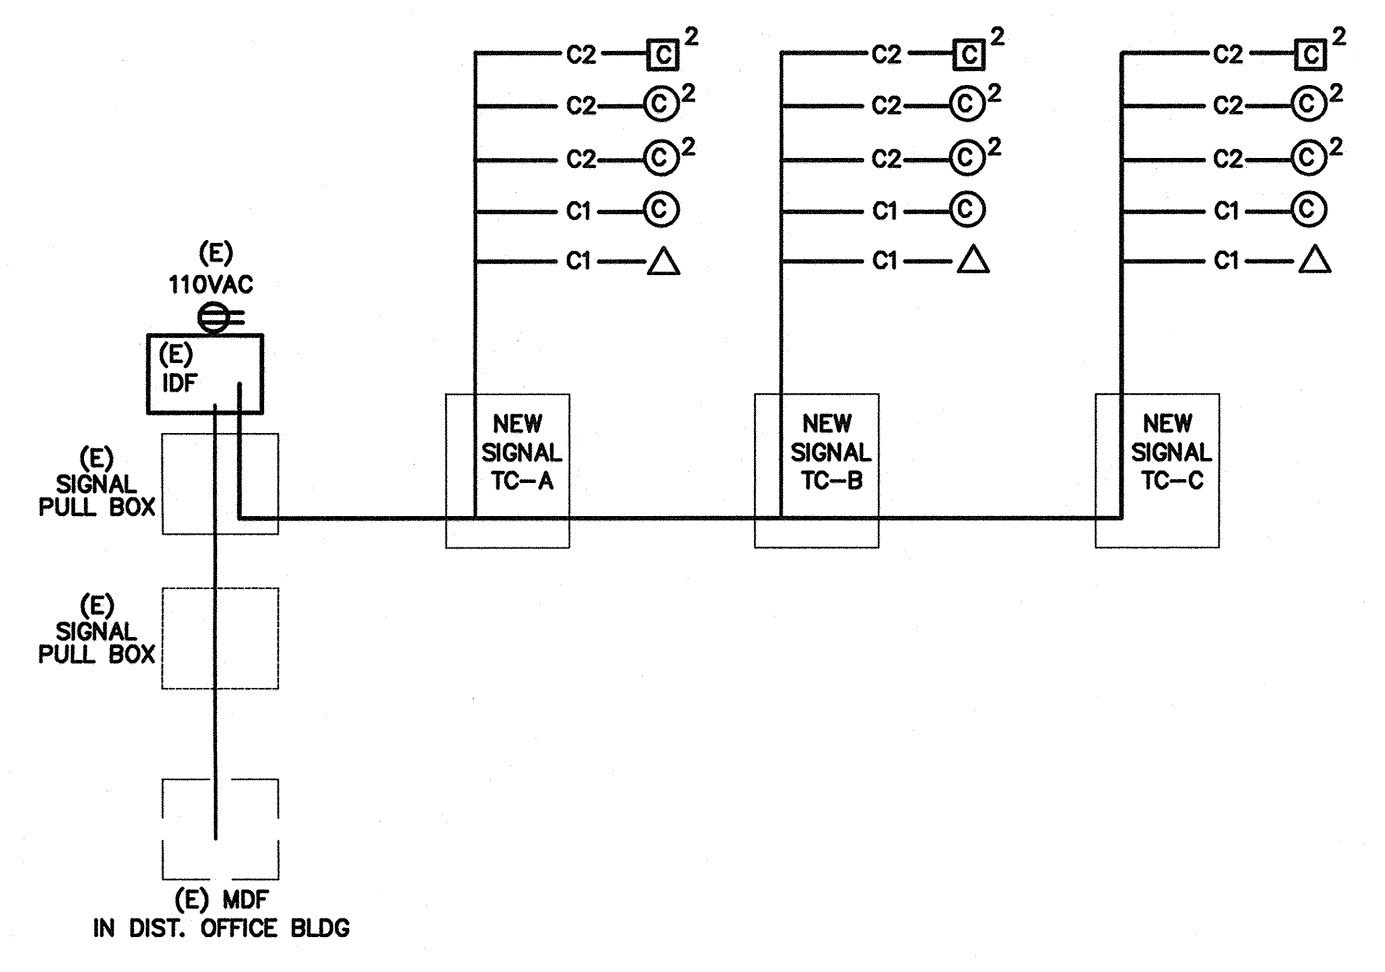 C2 C 2
C2 C 2
C2 C 2
C1 C
C1
C2 C 2
C2 C 2
C2 C 2
C1 C
C1
C2 C 2
C2 C 2
C2 C 2
C1 C
C1
(E)
110VAC
(E)
IDF
(E)
SIGNAL
PULL BOX
NEW
SIGNAL
TC-A
NEW
SIGNAL
TC-B
NEW
SIGNAL
TC-C
(E)
SIGNAL
PULL BOX
(E) MDF
IN DIST. OFFICE BLDG